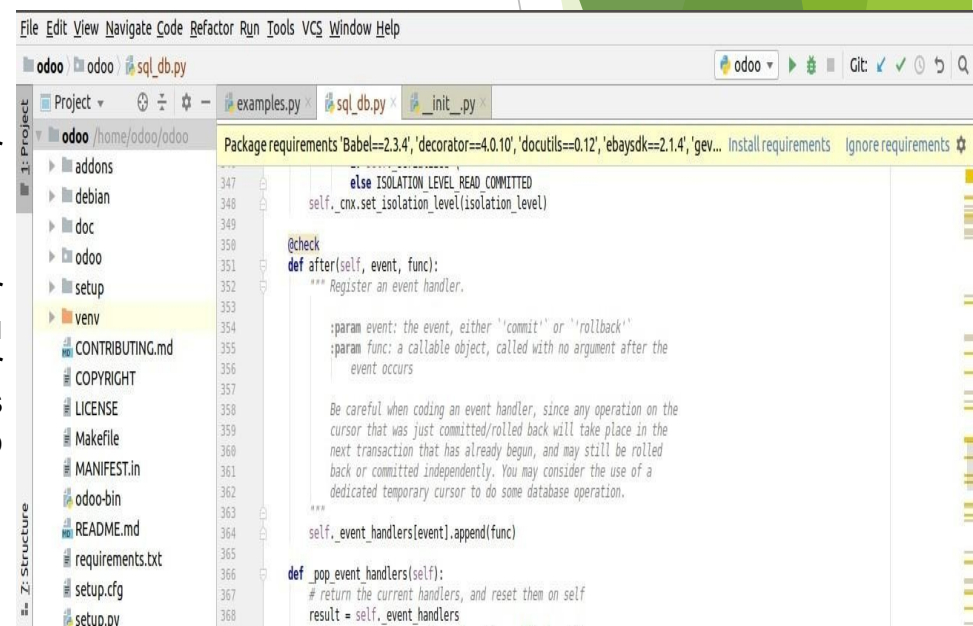 File Edit View Navigate Code Refactor Run Tools VCS Window Help
odoo odoo sql_db.py odoo Git:
Project examples.py sql_db.py __init__.py
1: Project
odoo /home/odoo/odoo
Package requirements 'Babel==2.3.4', 'decorator==4.0.10', 'docutils==0.12', 'ebaysdk==2.1.4', 'gev... Install requirements Ignore requirements
addons
debian
doc
odoo
setup
venv
CONTRIBUTING.md
COPYRIGHT
LICENSE
Makefile
MANIFEST.in
odoo-bin
README.md
requirements.txt
setup.cfg
setup.py
Z: Structure
347 else ISOLATION_LEVEL_READ_COMMITTED
348 self._cnx.set_isolation_level(isolation_level)
349
350 @check
351 def after(self, event, func):
352 """ Register an event handler.
353
354 :param event: the event, either `'commit'` or `'rollback'`
355 :param func: a callable object, called with no argument after the
356 event occurs
357
358 Be careful when coding an event handler, since any operation on the
359 cursor that was just committed/rolled back will take place in the
360 next transaction that has already begun, and may still be rolled
361 back or committed independently. You may consider the use of a
362 dedicated temporary cursor to do some database operation.
363 """
364 self._event_handlers[event].append(func)
365
366 def _pop_event_handlers(self):
367 # return the current handlers, and reset them on self
368 result = self._event_handlers